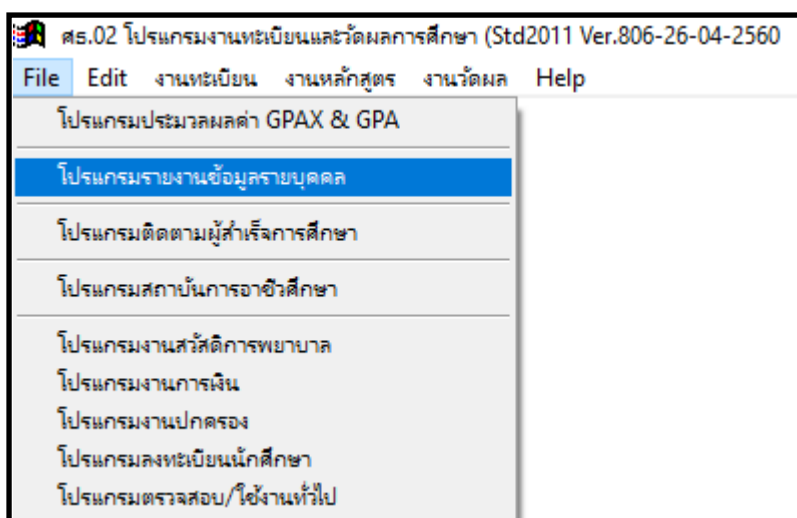 ศธ.02 โปรแกรมงานทะเบียนและวัดผลการศึกษา (Std2011 Ver.806-26-04-2560
File Edit งานทะเบียน งานหลักสูตร งานวัดผล Help
โปรแกรมประมวลผลค่า GPAX & GPA
โปรแกรมรายงานข้อมูลรายบุคคล
โปรแกรมติดตามผู้สำเร็จการศึกษา
โปรแกรมสถาบันการอาชีวศึกษา
โปรแกรมงานสวัสดิการพยาบาล
โปรแกรมงานการเงิน
โปรแกรมงานปกครอง
โปรแกรมลงทะเบียนนักศึกษา
โปรแกรมตรวจสอบ/ใช้งานทั่วไป